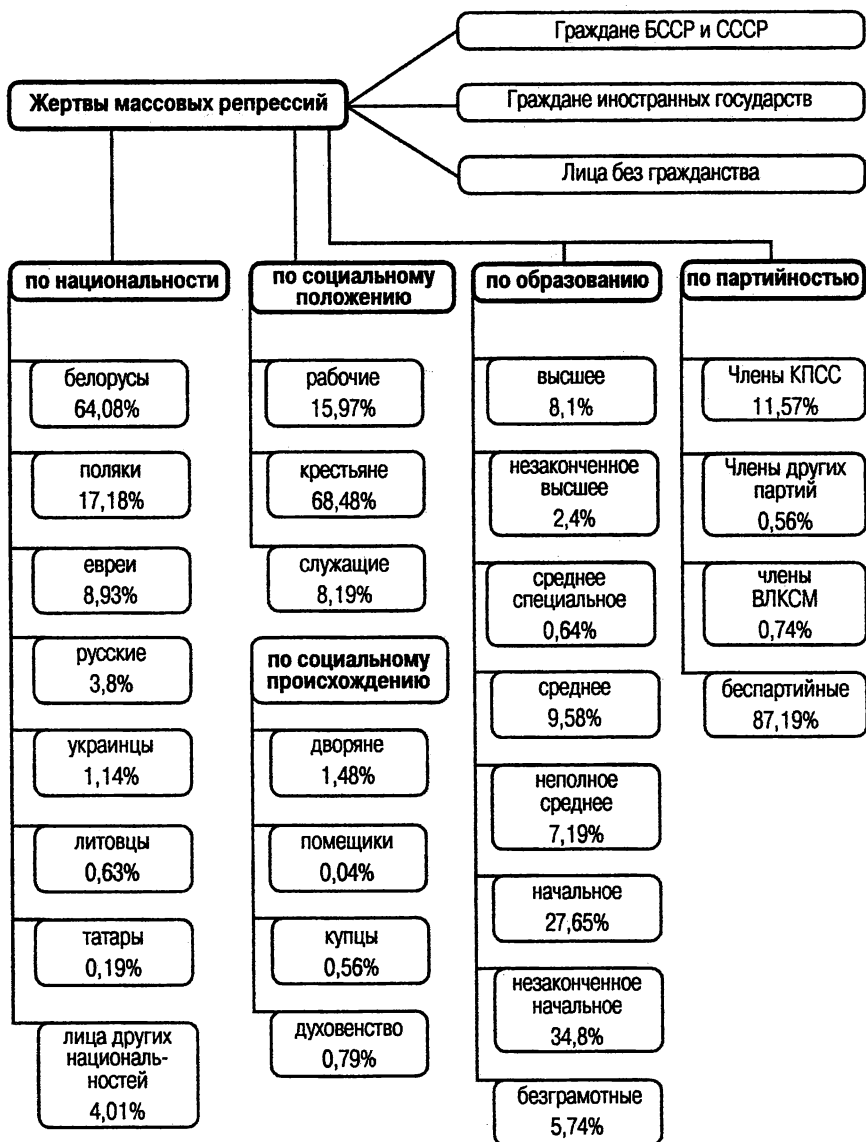 Граждане БССР и СССР
Жертвы массовых репрессий
Граждане иностранных государств
Лица без гражданства
по национальности
белорусы
64,08%
поляки
17,18%
евреи
8,93%
русские
3,8%
украинцы
1,14%
литовцы
0,63%
татары
0,19%
лица других
националь-
ностей
4,01%
по социальному
положению
рабочие
15,97%
крестьяне
68,48%
служащие
8,19%
по социальному
происхождению
дворяне
1,48%
помещики
0,04%
купцы
0,56%
духовенство
0,79%
по образованию
высшее
8,1%
незаконченное
высшее
2,4%
среднее
специальное
0,64%
среднее
9,58%
неполное
среднее
7,19%
начальное
27,65%
незаконченное
начальное
34,8%
безграмотные
5,74%
по партийностью
Члены КПСС
11,57%
Члены других
партий
0,56%
члены
ВЛКСМ
0,74%
беспартийные
87,19%